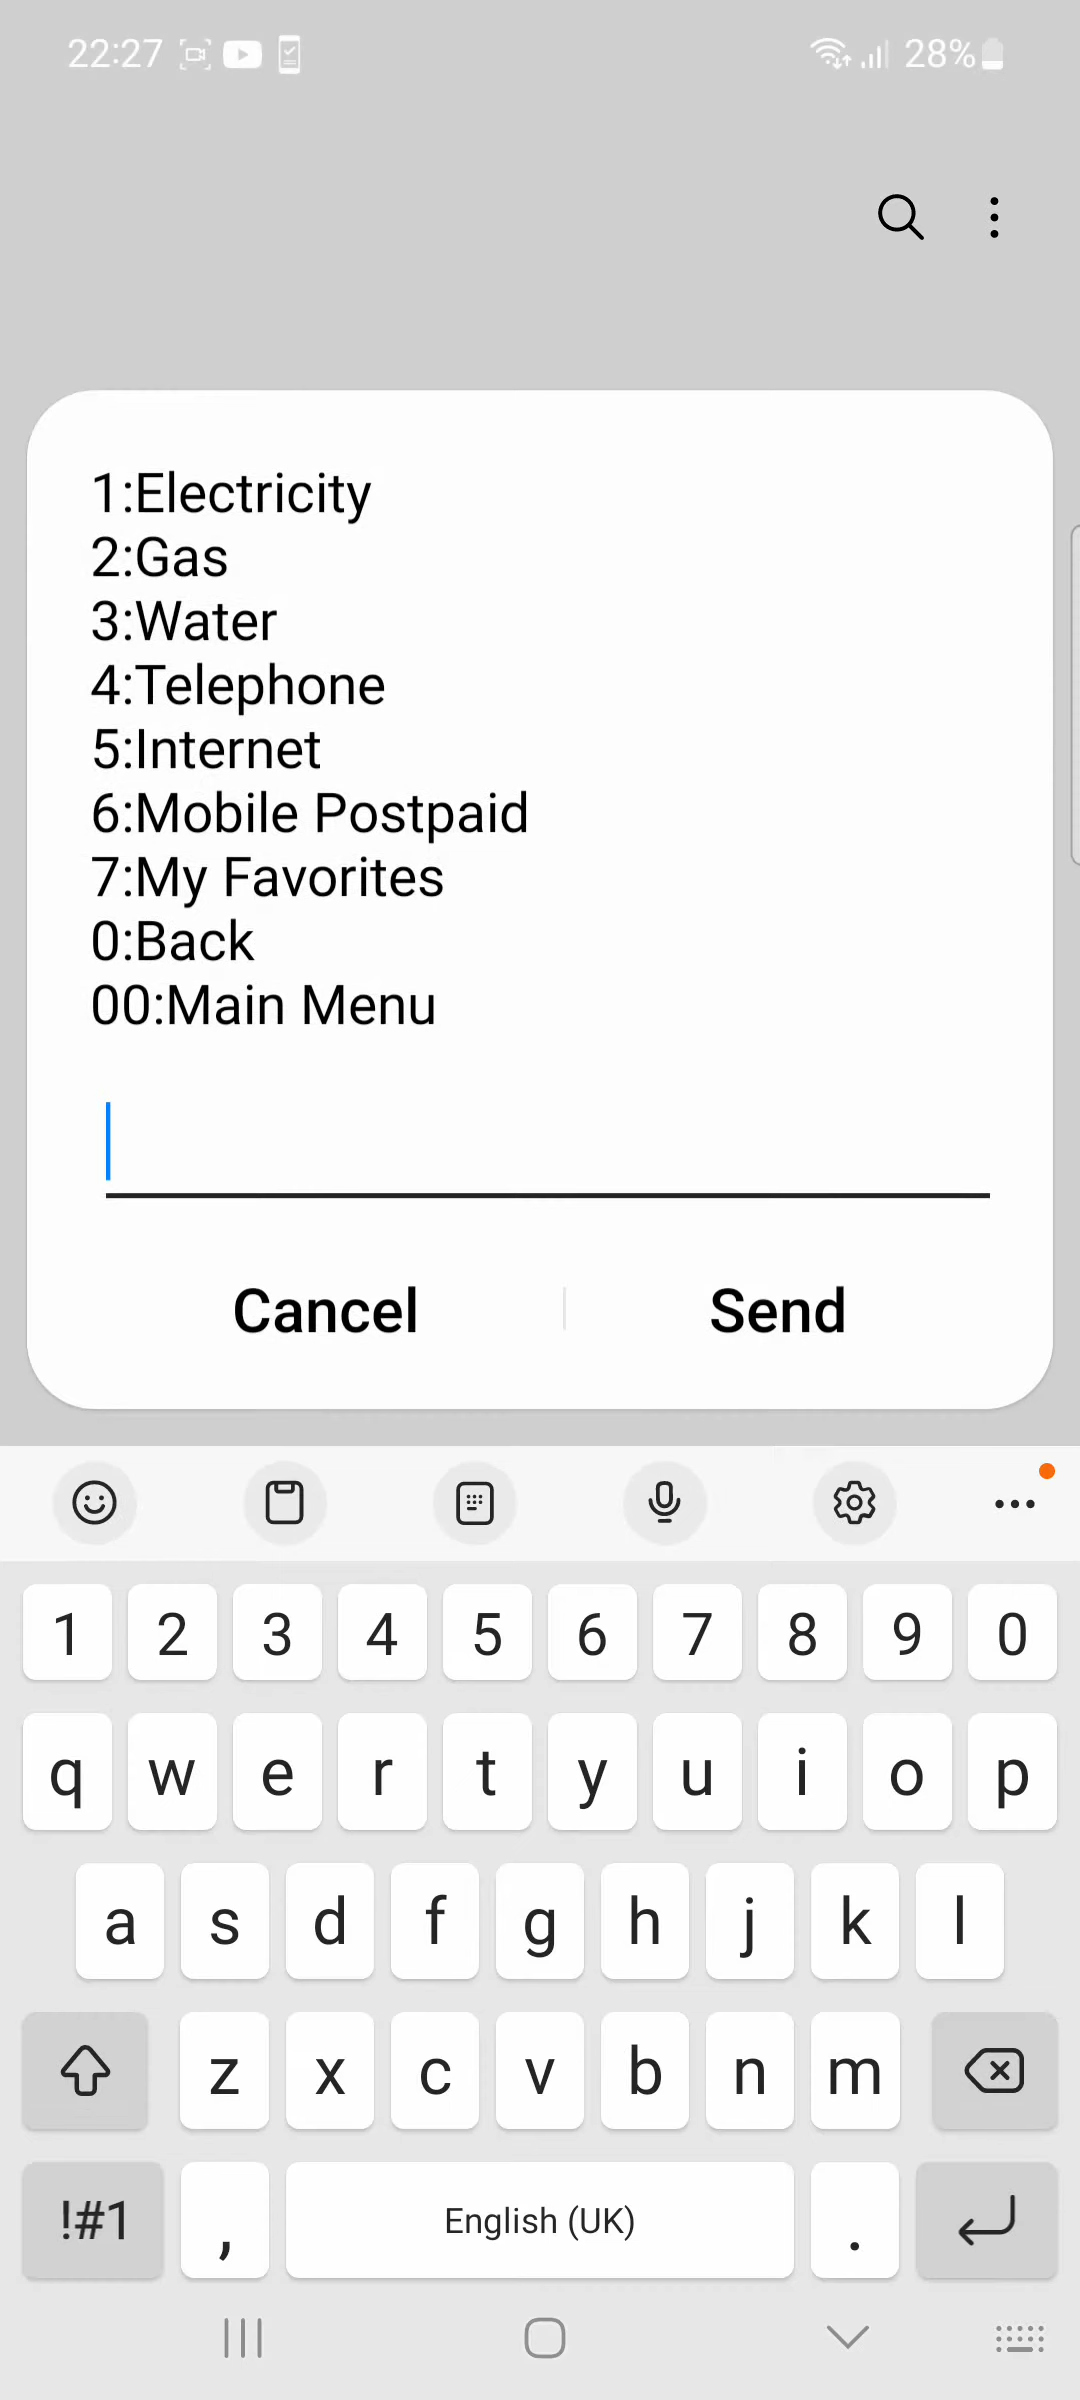 22:27
28%
1:Electricity
2:Gas
3:Water
4:Telephone
5:Internet
6:Mobile Postpaid
7:My Favorites
0:Back
00:Main Menu
Cancel Send
1 2 3 4 5 6 7 8 9 0
q w e r t y u i o p
a s d f g h j k l
z x c v b n m
!#1 , English (UK) .